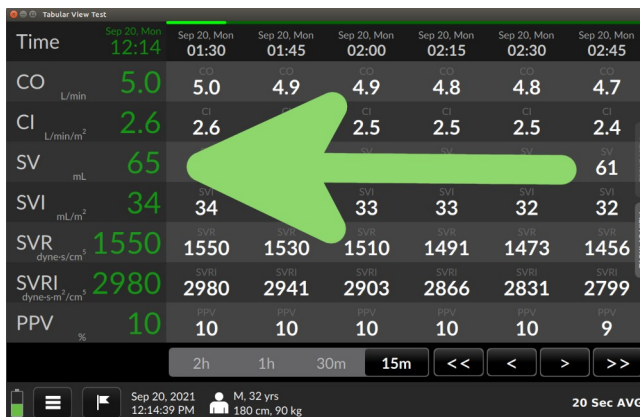 Tabular View Test
Time
Sep 20, Mon
12:14
Sep 20, Mon
01:30
Sep 20, Mon
01:45
Sep 20, Mon
02:00
Sep 20, Mon
02:15
Sep 20, Mon
02:30
Sep 20, Mon
02:45
CO L/min 5.0
CO CO CO CO CO
5.0 4.9 4.9 4.8 4.8 4.7
CI L/min/m² 2.6
CI CI CI CI CI
2.6 2.5 2.5 2.5 2.4
SV mL 65
SV SV SV SV
61
SVI mL/m² 34
SVI SVI SVI SVI SVI
34 33 33 32 32
SVR dyne·s/cm⁵ 1550
SVR SVR SVR SVR SVR SVR
1550 1530 1510 1491 1473 1456
SVRI dyne·s·m²/cm⁵ 2980
SVRI SVRI SVRI SVRI SVRI SVRI
2980 2941 2903 2866 2831 2799
PPV % 10
PPV PPV PPV PPV PPV PPV
10 10 10 10 10 9
2h 1h 30m 15m << < > >>
Sep 20, 2021
12:14:39 PM
M, 32 yrs
180 cm, 90 kg
20 Sec AVG